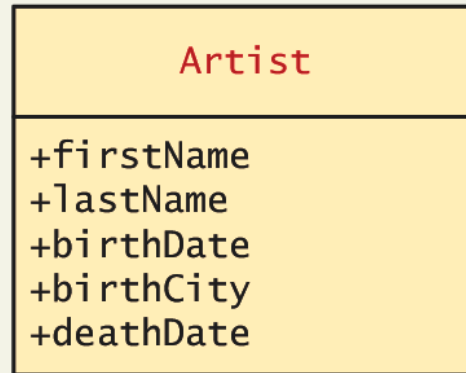 Artist
+firstName
+lastName
+birthDate
+birthCity
+deathDate